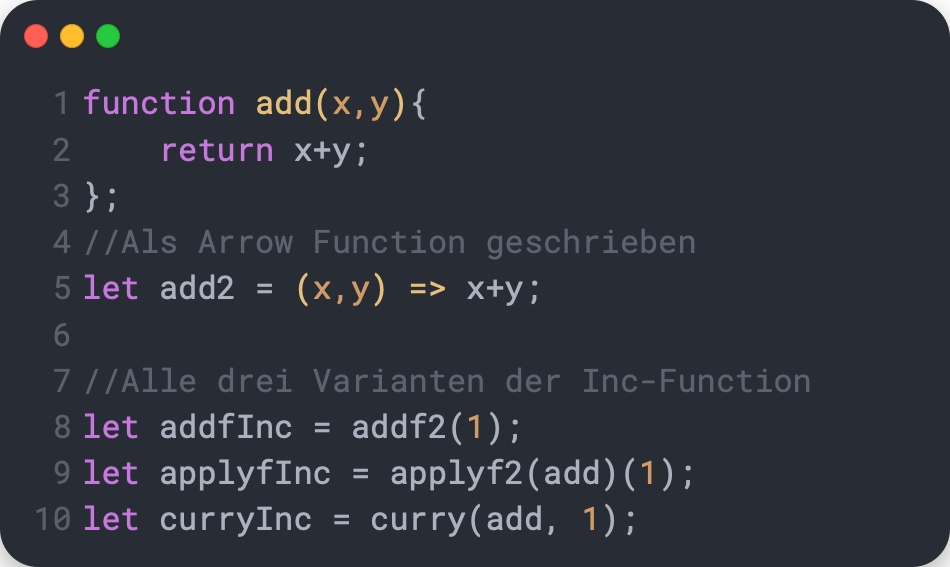 1 function add(x,y){
2     return x+y;
3 };
4 //Als Arrow Function geschrieben
5 let add2 = (x,y) => x+y;
6
7 //Alle drei Varianten der Inc-Function
8 let addfInc = addf2(1);
9 let applyfInc = applyf2(add)(1);
10 let curryInc = curry(add, 1);